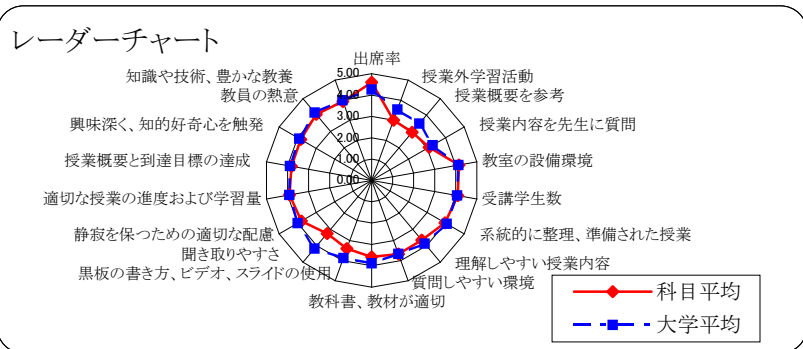 レーダーチャート
出席率
知識や技術、豊かな教養
授業外学習活動
教員の熱意
授業概要を参考
興味深く、知的好奇心を触発
授業内容を先生に質問
授業概要と到達目標の達成
教室の設備環境
適切な授業の進度および学習量
受講学生数
静寂を保つための適切な配慮
系統的に整理、準備された授業
聞き取りやすさ
理解しやすい授業内容
黒板の書き方、ビデオ、スライドの使用
質問しやすい環境
教科書、教材が適切
5.00
4.00
3.00
2.00
1.00
0.00
科目平均
大学平均